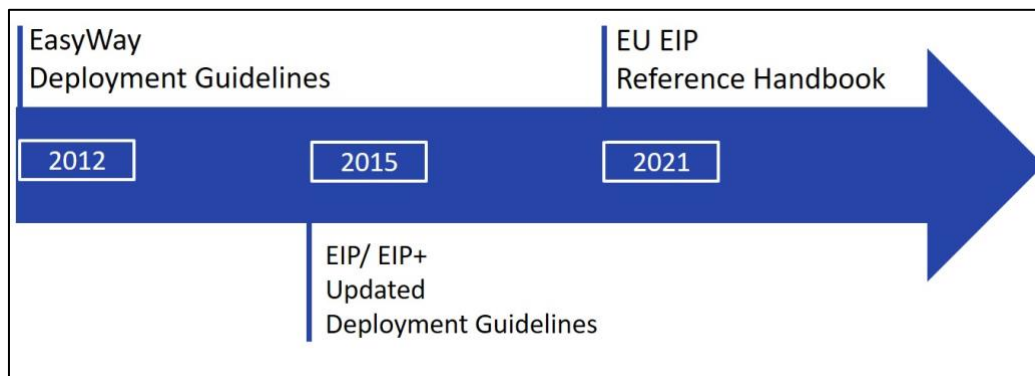 EasyWay
Deployment Guidelines
EU EIP
Reference Handbook
2012
2015
2021
EIP/ EIP+
Updated
Deployment Guidelines